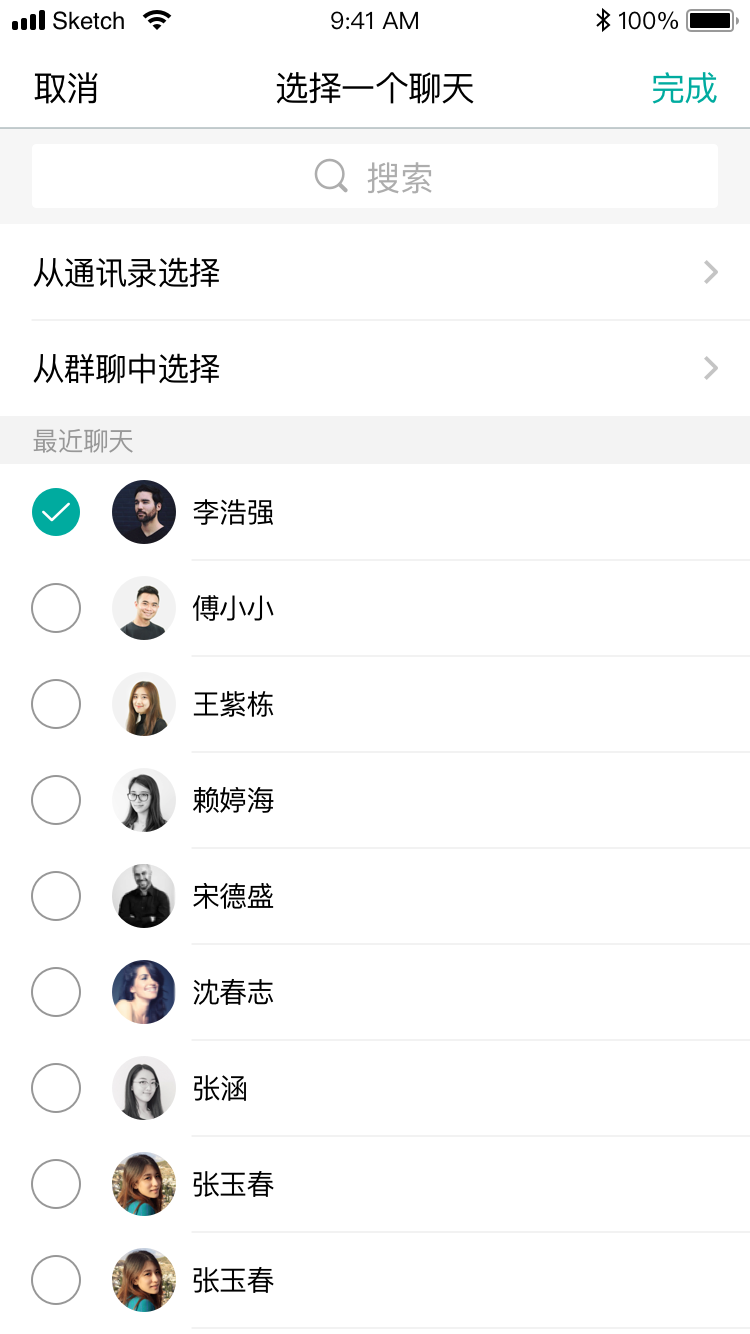 Sketch 9:41 AM 100%
取消 选择一个聊天 完成
搜索
从通讯录选择
从群聊中选择
最近聊天
李浩强
傅小小
王紫栋
赖婷海
宋德盛
沈春志
张涵
张玉春
张玉春